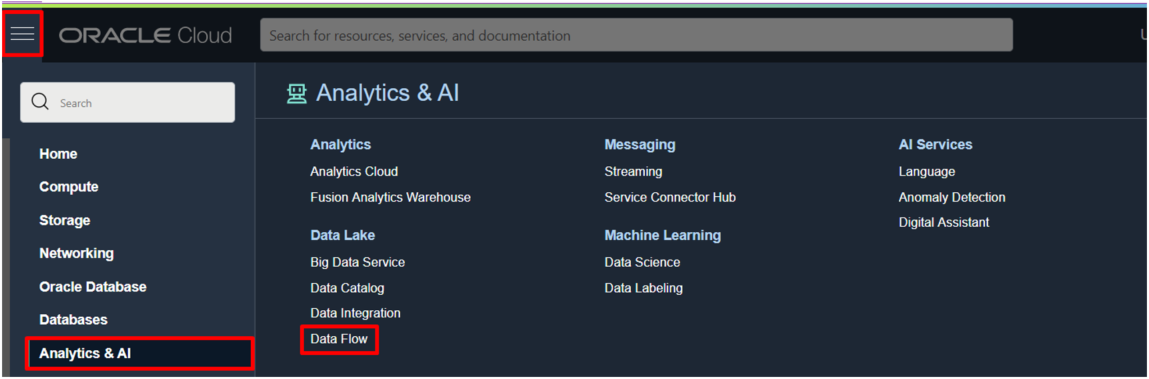 ORACLE Cloud
Search for resources, services, and documentation
Search
Home
Compute
Storage
Networking
Oracle Database
Databases
Analytics & AI
Analytics & AI
Analytics
Analytics Cloud
Fusion Analytics Warehouse
Data Lake
Big Data Service
Data Catalog
Data Integration
Data Flow
Messaging
Streaming
Service Connector Hub
Machine Learning
Data Science
Data Labeling
AI Services
Language
Anomaly Detection
Digital Assistant